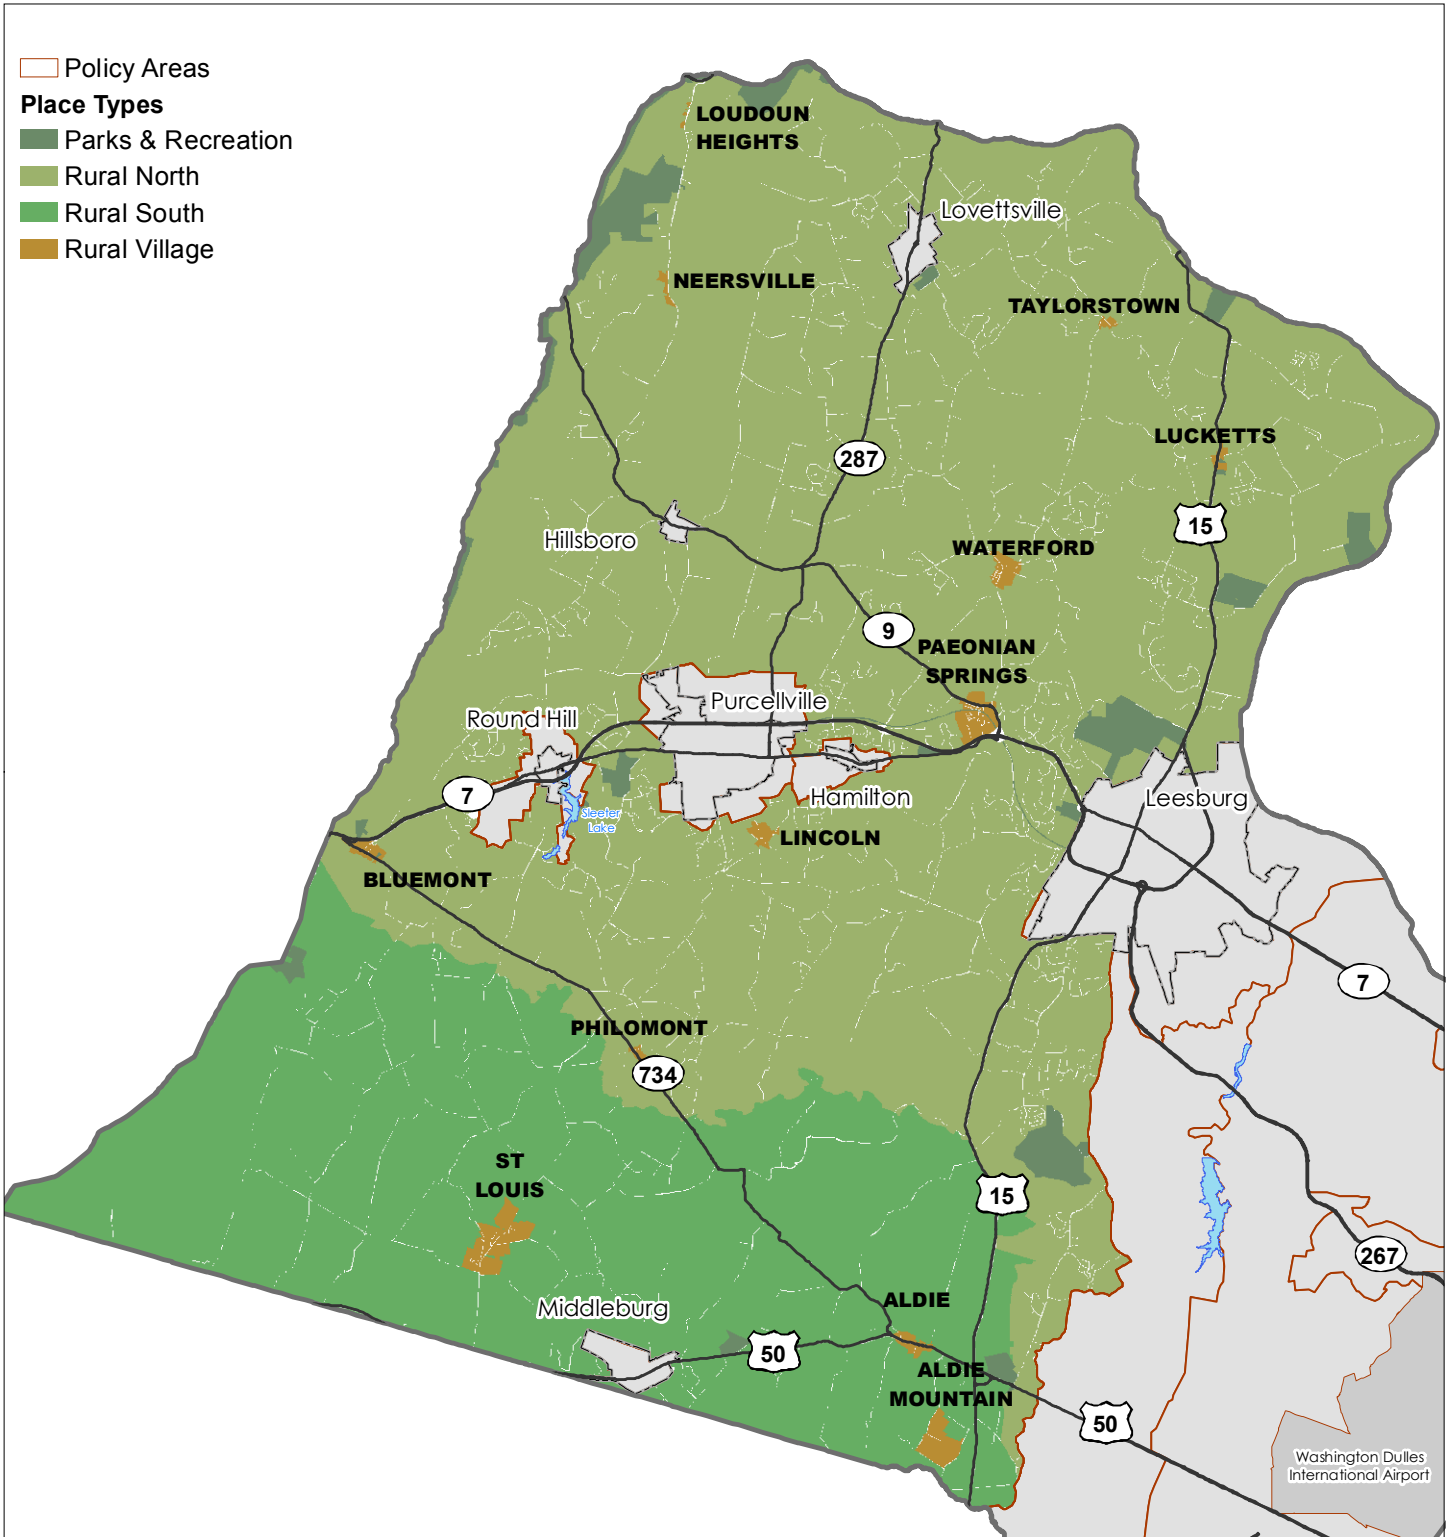 Policy Areas
Place Types
Parks & Recreation
Rural North
Rural South
Rural Village
LOUDOUN
HEIGHTS
Lovettsville
NEERSVILLE
TAYLORSTOWN
LUCKETTS
287
15
Hillsboro
WATERFORD
9
PAEONIAN
SPRINGS
Purcellville
Round Hill
7
Hamilton
Leesburg
Sleeter
Lake
LINCOLN
BLUEMONT
7
PHILOMONT
734
ST
LOUIS
15
267
ALDIE
Middleburg
50
ALDIE
MOUNTAIN
50
Washington Dulles
International Airport